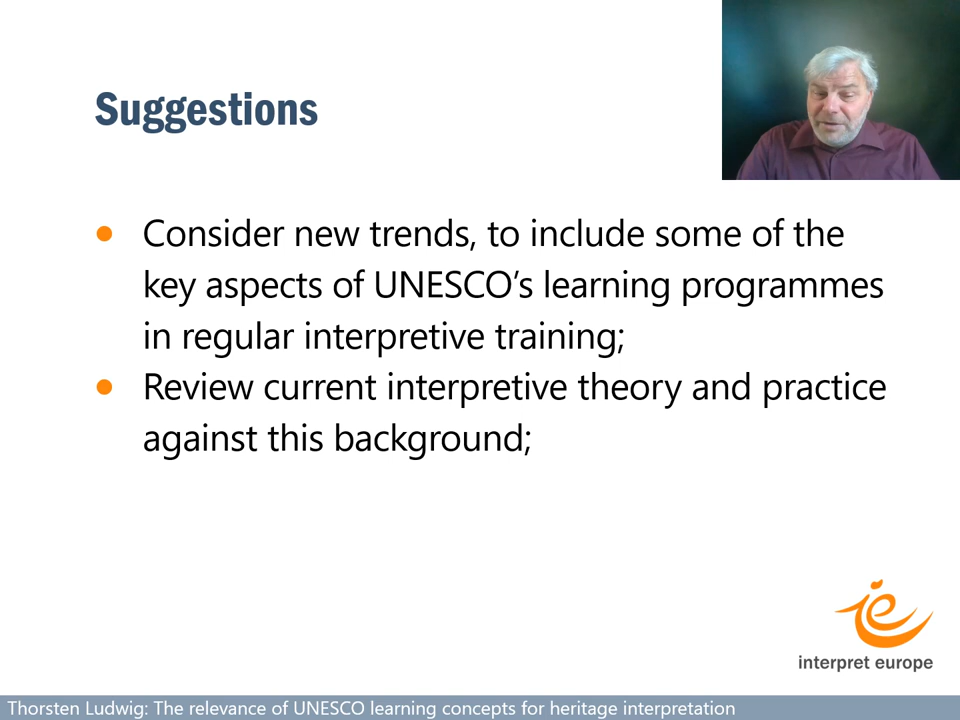 Suggestions
• Consider new trends, to include some of the
key aspects of UNESCO’s learning programmes
in regular interpretive training;
• Review current interpretive theory and practice
against this background;
interpret europe
Thorsten Ludwig: The relevance of UNESCO learning concepts for heritage interpretation